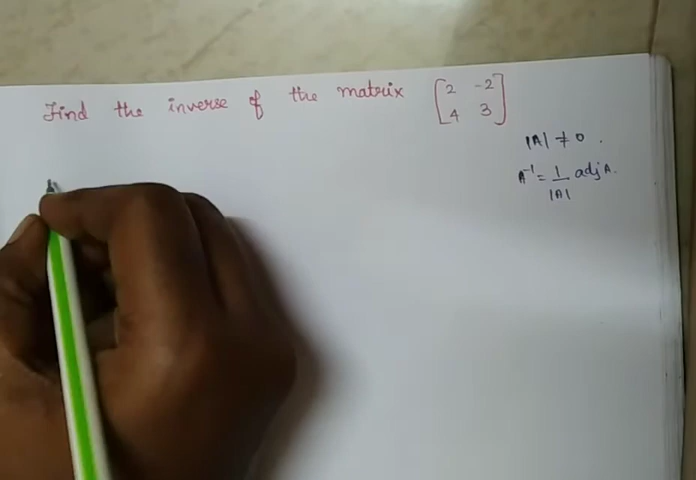 Find the inverse of the matrix [2 -2
4 3]
|A| ≠ 0.
A⁻¹ = 1/|A| adj A.